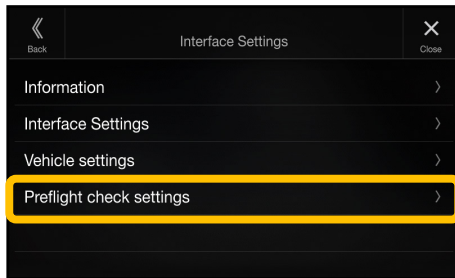 Back
Interface Settings
Close
Information
Interface Settings
Vehicle settings
Preflight check settings